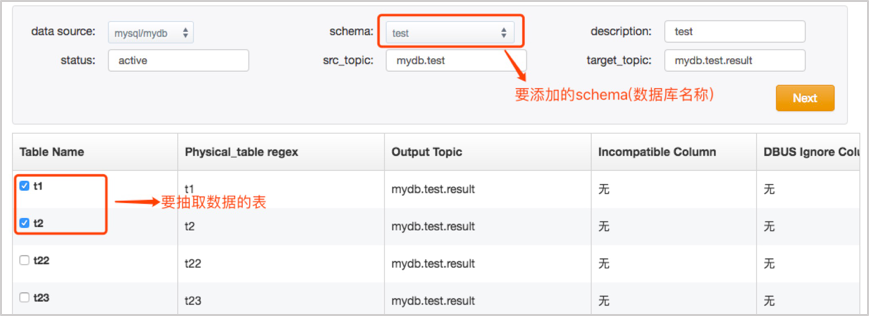 data source: mysql/mydb schema: test description: test
status: active src_topic: mydb.test target_topic: mydb.test.result
要添加的schema(数据库名称)
Next
Table Name Physical_table regex Output Topic Incompatible Column DBUS Ignore Colu
t1 t1 mydb.test.result 无 无
要抽取数据的表
t2 t2 mydb.test.result 无 无
t22 t22 mydb.test.result 无 无
t23 t23 mydb.test.result 无 无